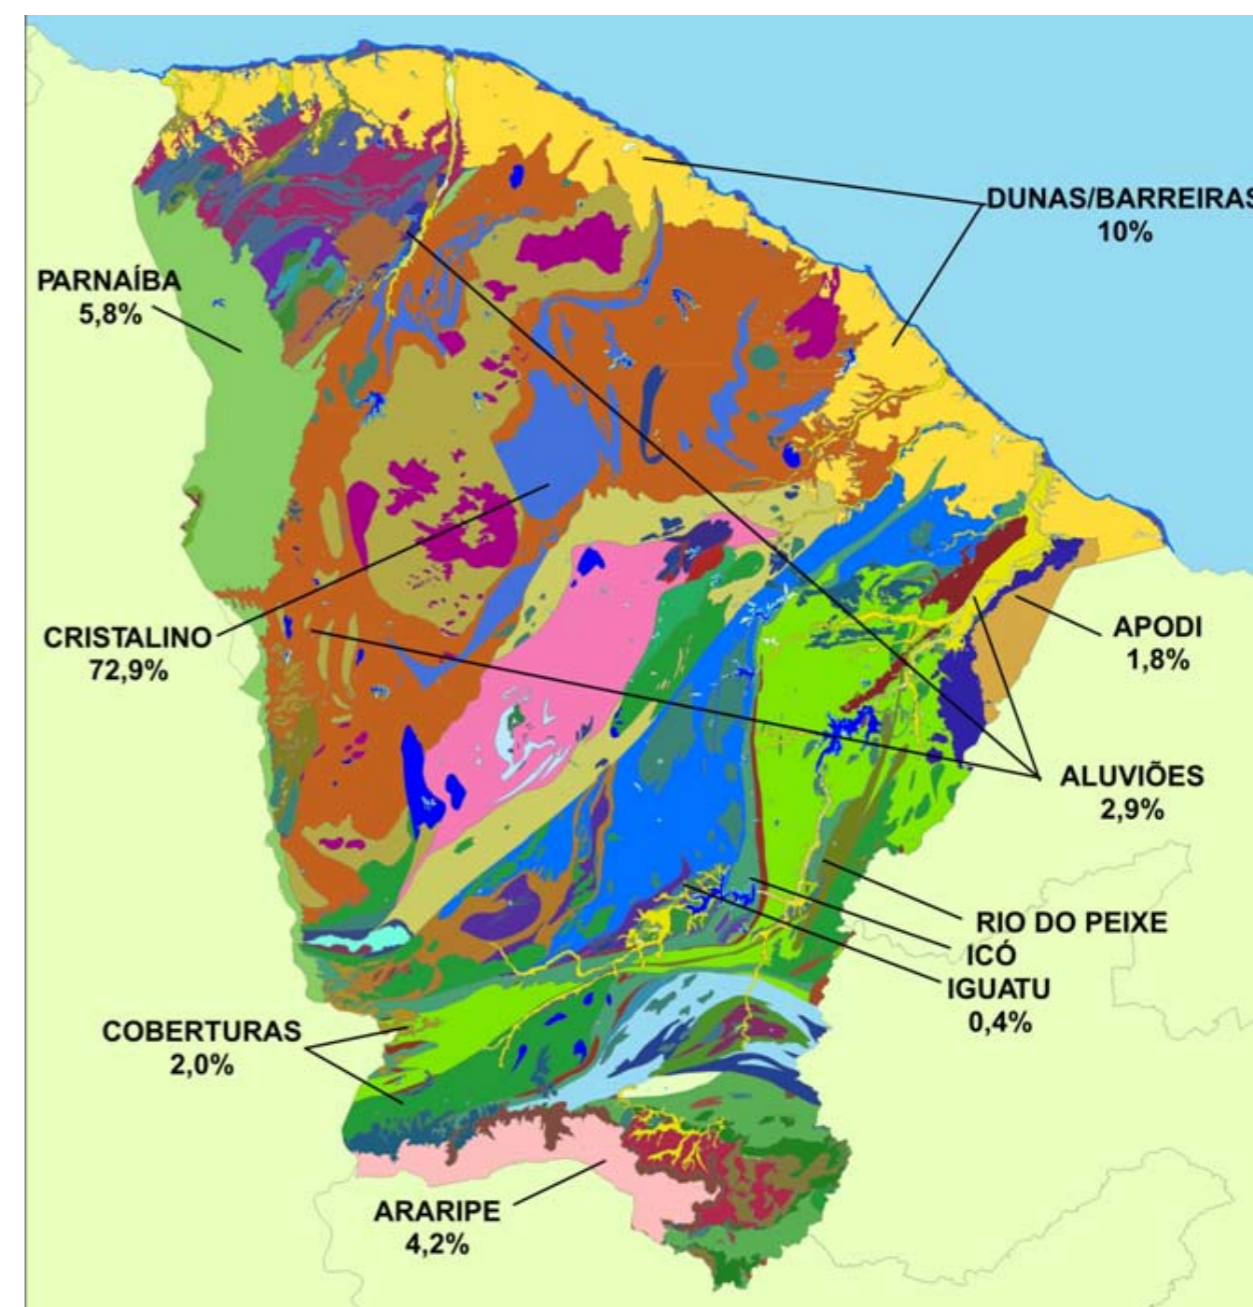 DUNAS/BARREIRAS
10%
PARNAÍBA
5,8%
CRISTALINO
72,9%
APODI
1,8%
ALUVIÕES
2,9%
RIO DO PEIXE
ICÓ
IGUATU
0,4%
COBERTURAS
2,0%
ARARIPE
4,2%